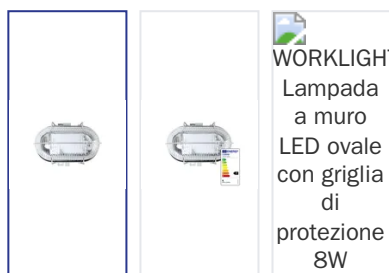 WORKLIGHT
Lampada
a muro
LED ovale
con griglia
di
protezione
8W